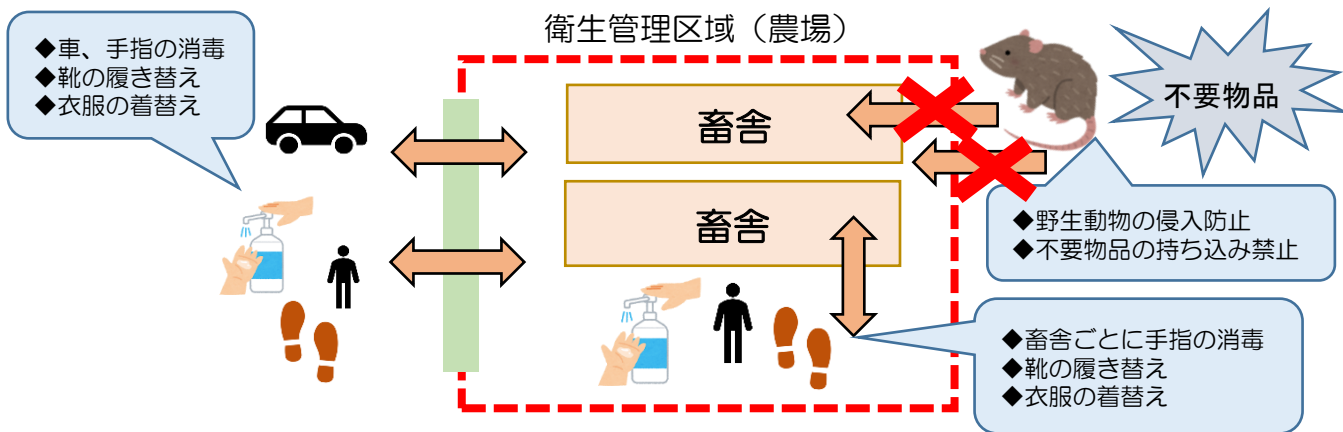 衛生管理区域（農場）
◆車、手指の消毒
◆靴の履き替え
◆衣服の着替え
畜舎
畜舎
不要物品
◆野生動物の侵入防止
◆不要物品の持ち込み禁止
◆畜舎ごとに手指の消毒
◆靴の履き替え
◆衣服の着替え